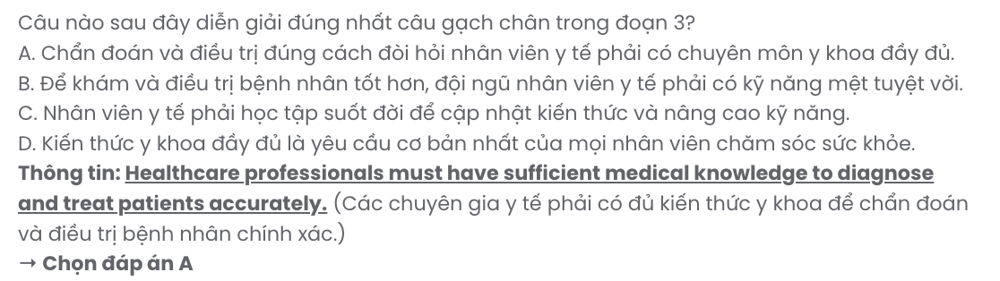 Câu nào sau đây diễn giải đúng nhất câu gạch chân trong đoạn 3?
A. Chẩn đoán và điều trị đúng cách đòi hỏi nhân viên y tế phải có chuyên môn y khoa đầy đủ.
B. Để khám và điều trị bệnh nhân tốt hơn, đội ngũ nhân viên y tế phải có kỹ năng mệt tuyệt vời.
C. Nhân viên y tế phải học tập suốt đời để cập nhật kiến thức và nâng cao kỹ năng.
D. Kiến thức y khoa đầy đủ là yêu cầu cơ bản nhất của mọi nhân viên chăm sóc sức khỏe.
Thông tin: Healthcare professionals must have sufficient medical knowledge to diagnose
and treat patients accurately. (Các chuyên gia y tế phải có đủ kiến thức y khoa để chẩn đoán
và điều trị bệnh nhân chính xác.)
→ Chọn đáp án A